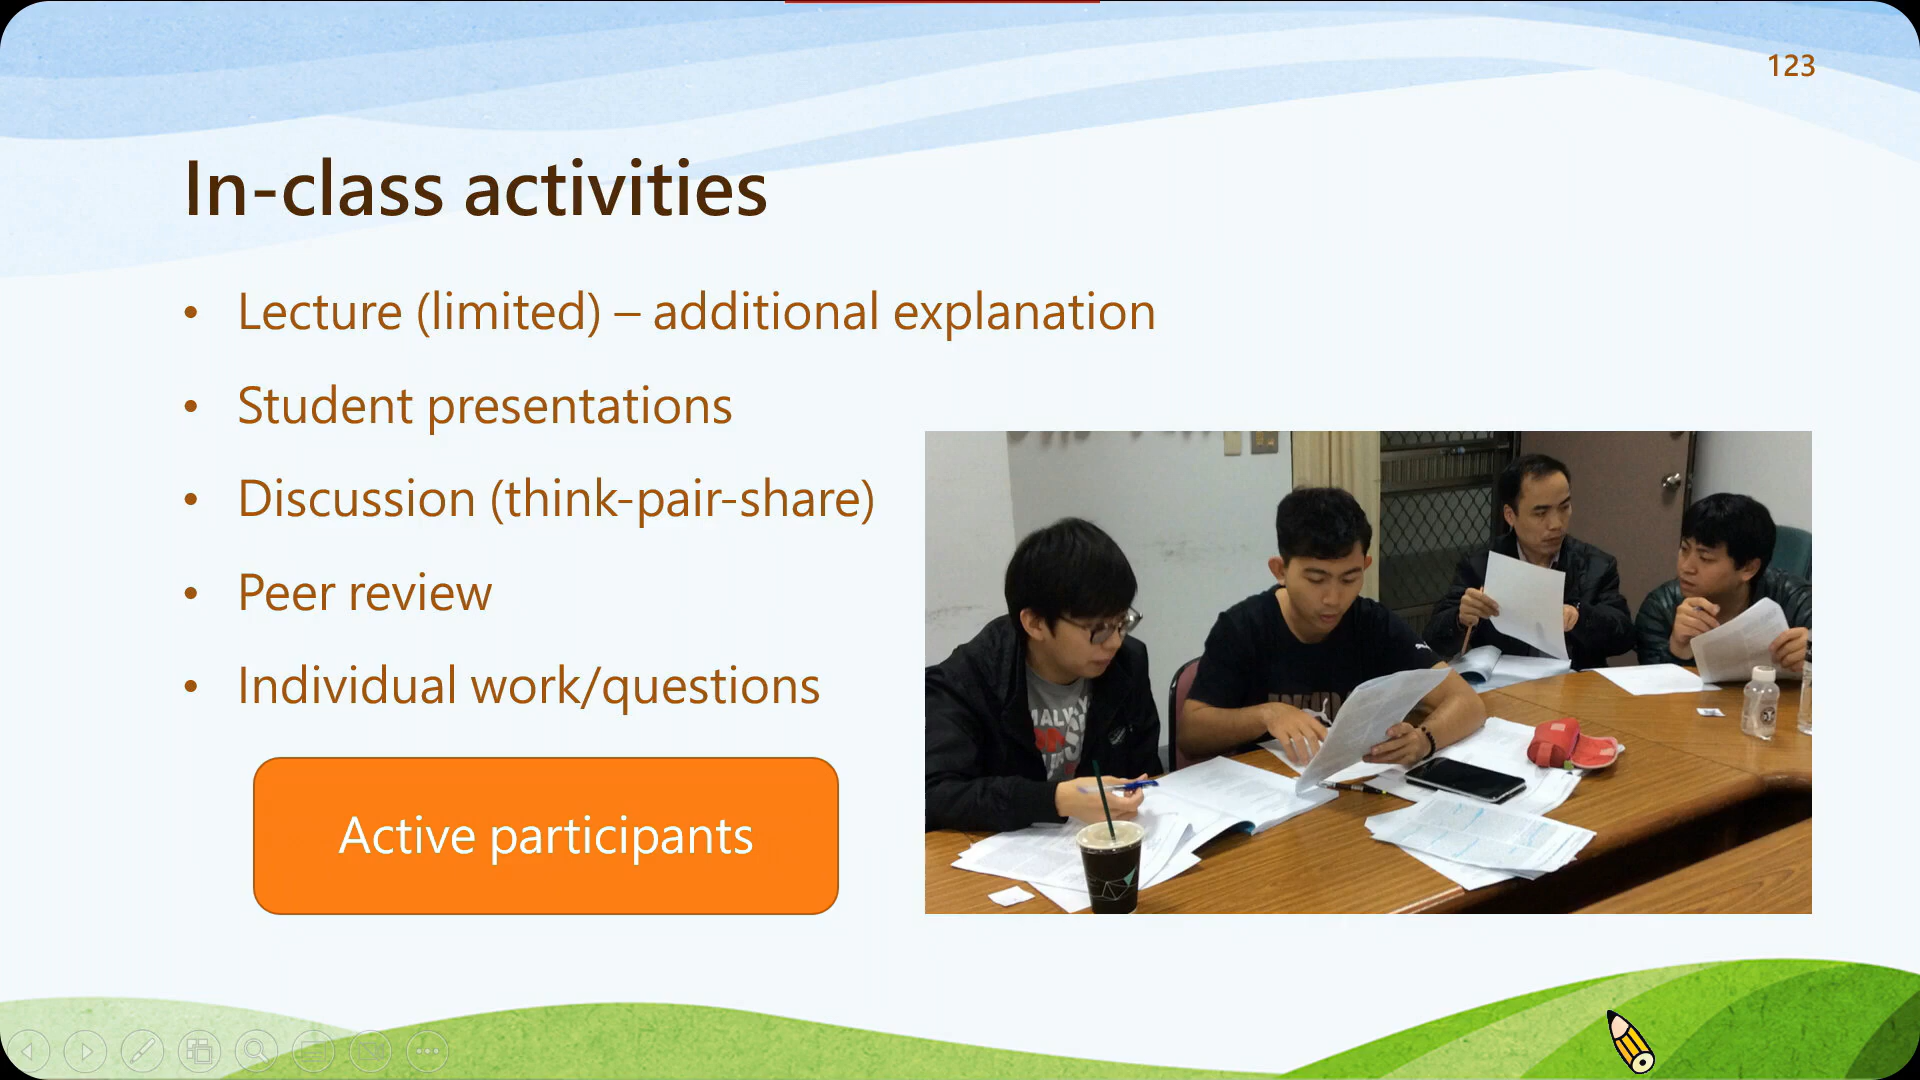 123
In-class activities
• Lecture (limited) – additional explanation
• Student presentations
• Discussion (think-pair-share)
• Peer review
• Individual work/questions
Active participants